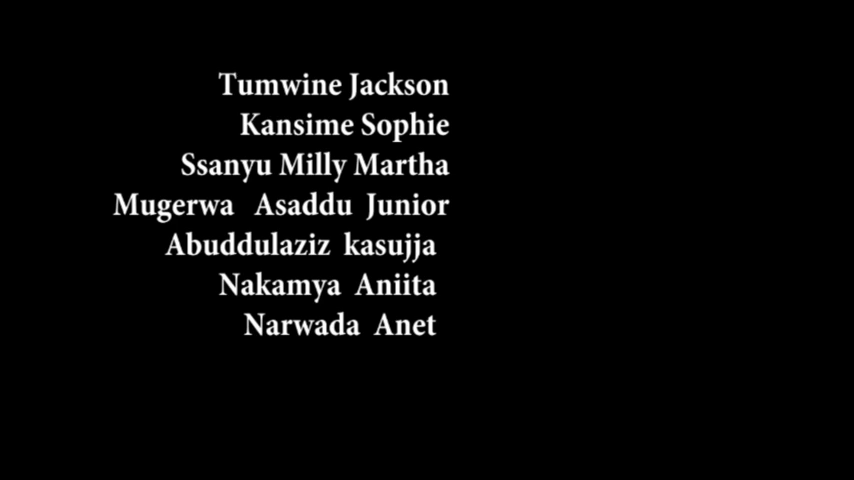 Tumwine Jackson
Kansime Sophie
Ssanyu Milly Martha
Mugerwa Asaddu Junior
Abuddulaziz kasujja
Nakamya Aniita
Narwada Anet